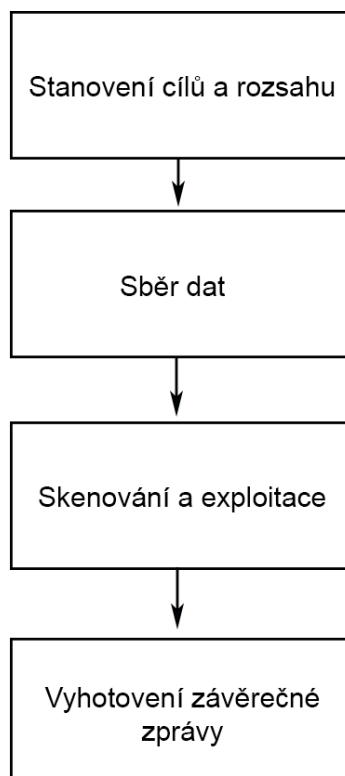 Stanovení cílů a rozsahu
Sběr dat
Skenování a exploitace
Vyhotovení závěrečné
zprávy